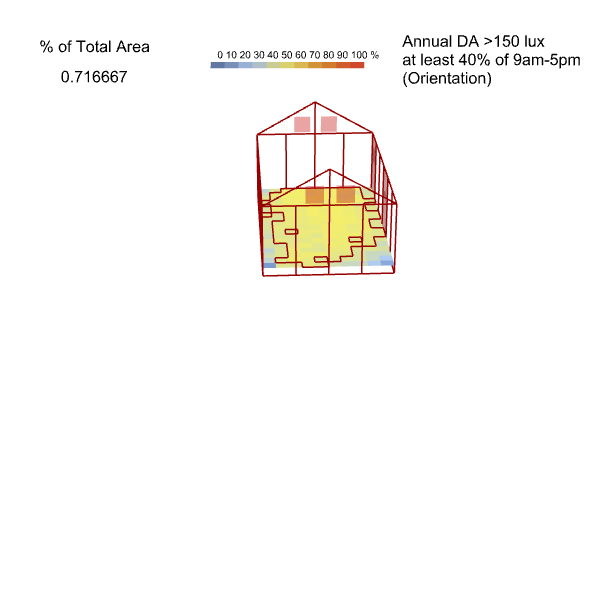 % of Total Area
0.716667
0 10 20 30 40 50 60 70 80 90 100 %
Annual DA >150 lux
at least 40% of 9am-5pm
(Orientation)